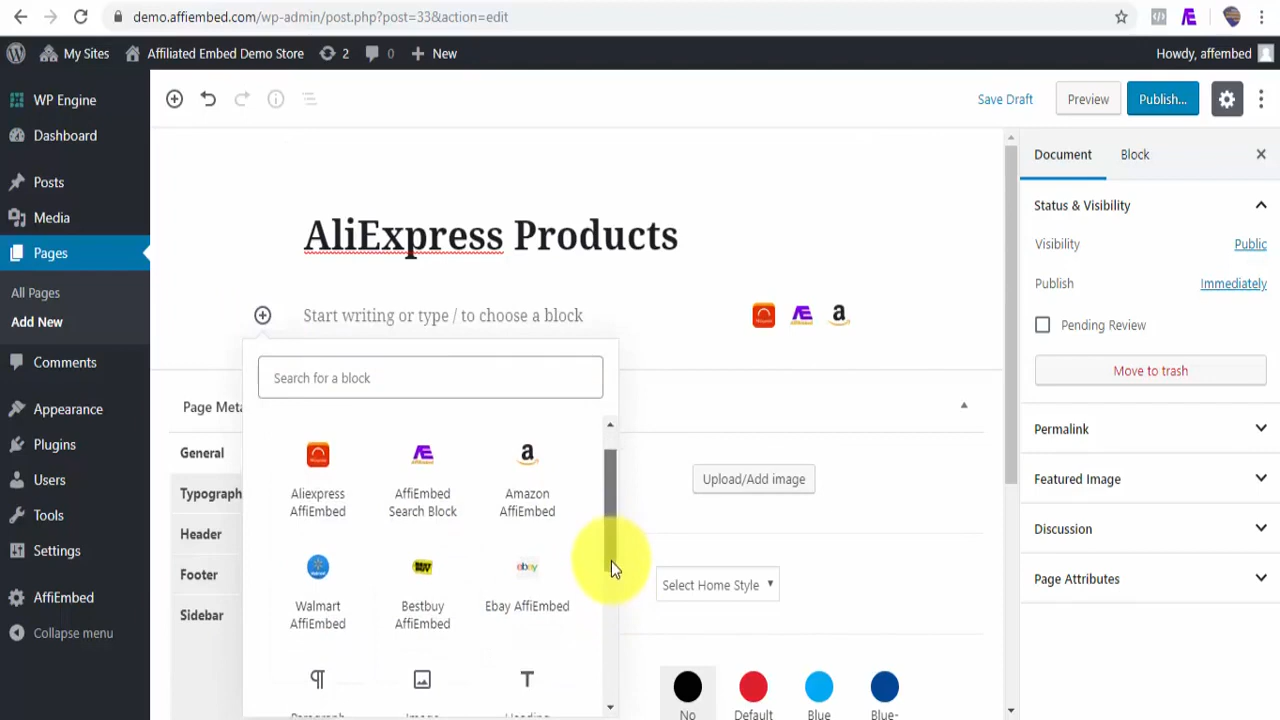 demo.affiembed.com/wp-admin/post.php?post=33&action=edit
My Sites
Affiliated Embed Demo Store
2
0
New
Howdy, affembed
WP Engine
Dashboard
Posts
Media
Pages
All Pages
Add New
Comments
Appearance
Plugins
Users
Tools
Settings
AffiEmbed
Collapse menu
Save Draft
Preview
Publish...
AliExpress Products
Start writing or type / to choose a block
Search for a block
Aliexpress
AffiEmbed
AffiEmbed
Search Block
Amazon
AffiEmbed
Walmart
AffiEmbed
Bestbuy
AffiEmbed
Ebay AffiEmbed
Paragraph
Image
Heading
Page Meta
General
Typograph
Header
Footer
Sidebar
Upload/Add image
Select Home Style
No
Default
Blue
Blue-
Document
Block
Status & Visibility
Visibility
Public
Publish
Immediately
Pending Review
Move to trash
Permalink
Featured Image
Discussion
Page Attributes